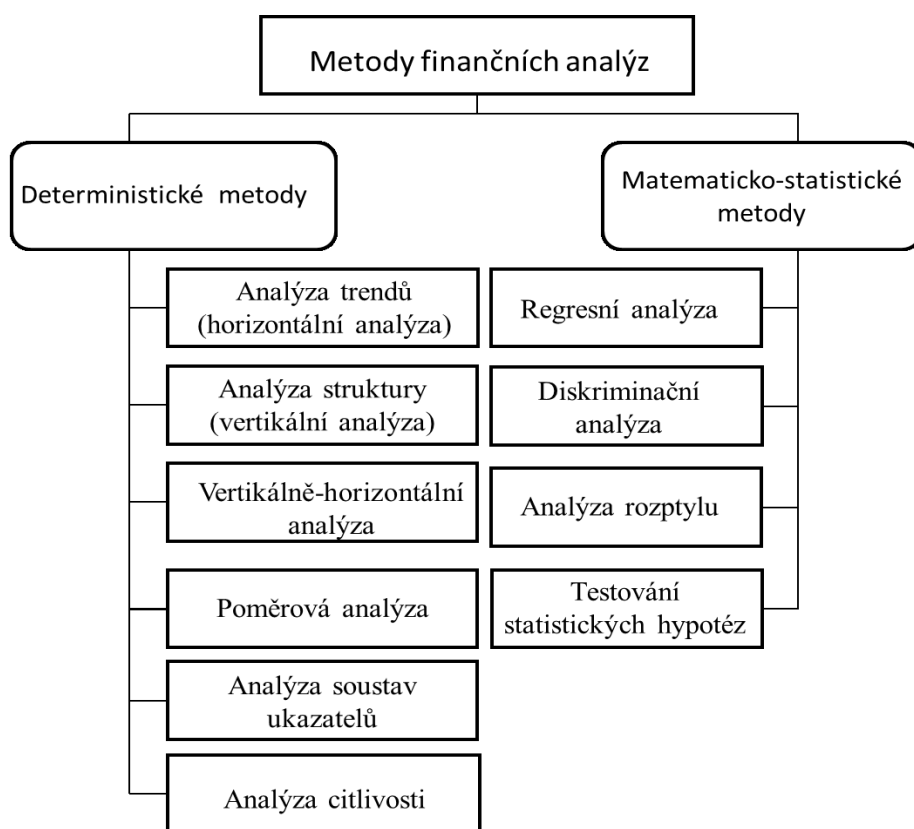 Metody finančních analýz
Deterministické metody
Matematicko-statistické
metody
Analýza trendů
(horizontální analýza)
Analýza struktury
(vertikální analýza)
Vertikálně-horizontální
analýza
Poměrová analýza
Analýza soustav
ukazatelů
Analýza citlivosti
Regresní analýza
Diskriminační
analýza
Analýza rozptylu
Testování
statistických hypotéz